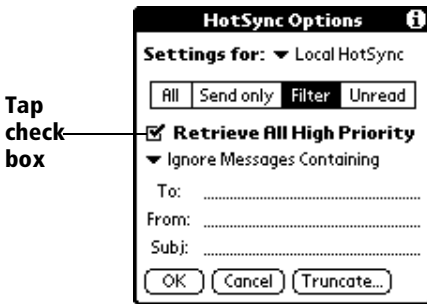 HotSync Options
Settings for: Local HotSync
All Send only Filter Unread
Tap
check
box
Retrieve All High Priority
Ignore Messages Containing
To:
From:
Subj:
OK Cancel Truncate...